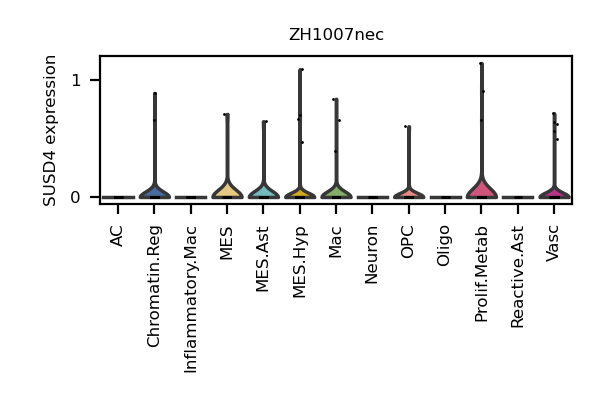 ZH1007nec
SUSD4 expression
1
0
AC
Chromatin.Reg
Inflammatory.Mac
MES
MES.Ast
MES.Hyp
Mac
Neuron
OPC
Oligo
Prolif.Metab
Reactive.Ast
Vasc